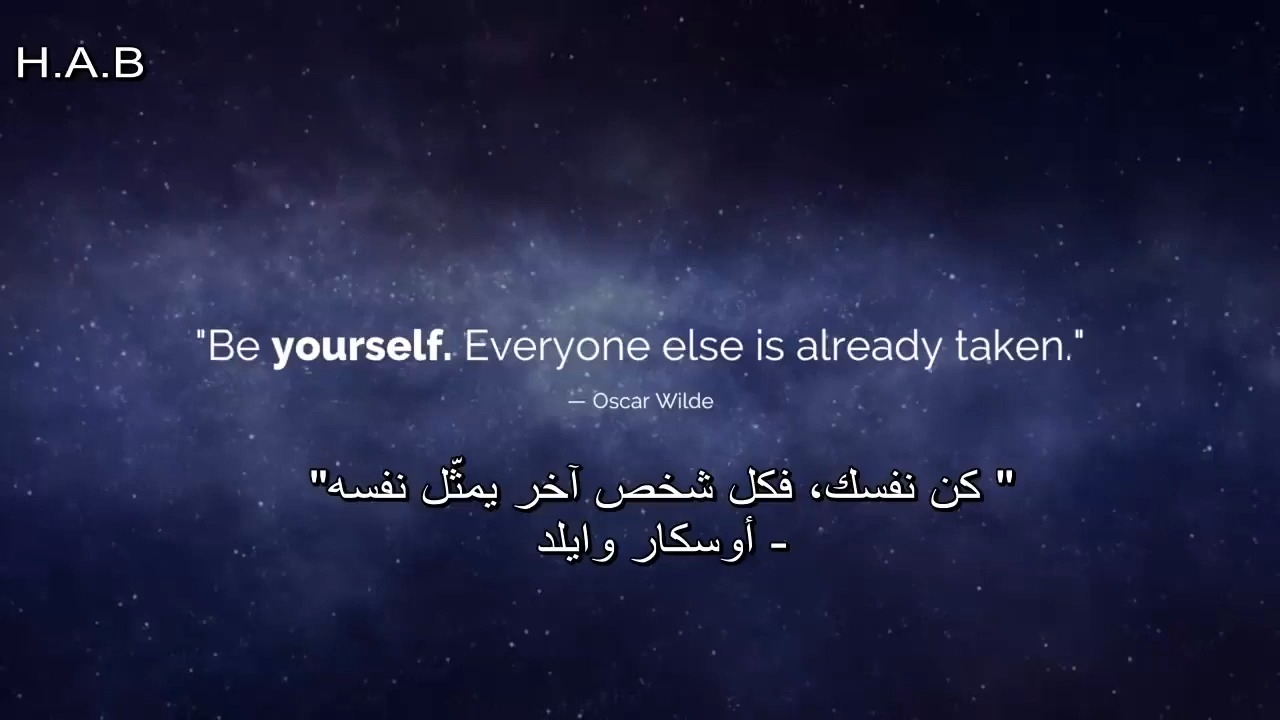 H.A.B
"Be yourself. Everyone else is already taken."
— Oscar Wilde
" كن نفسك، فكل شخص آخر يمثّل نفسه"
- أوسكار وايلد